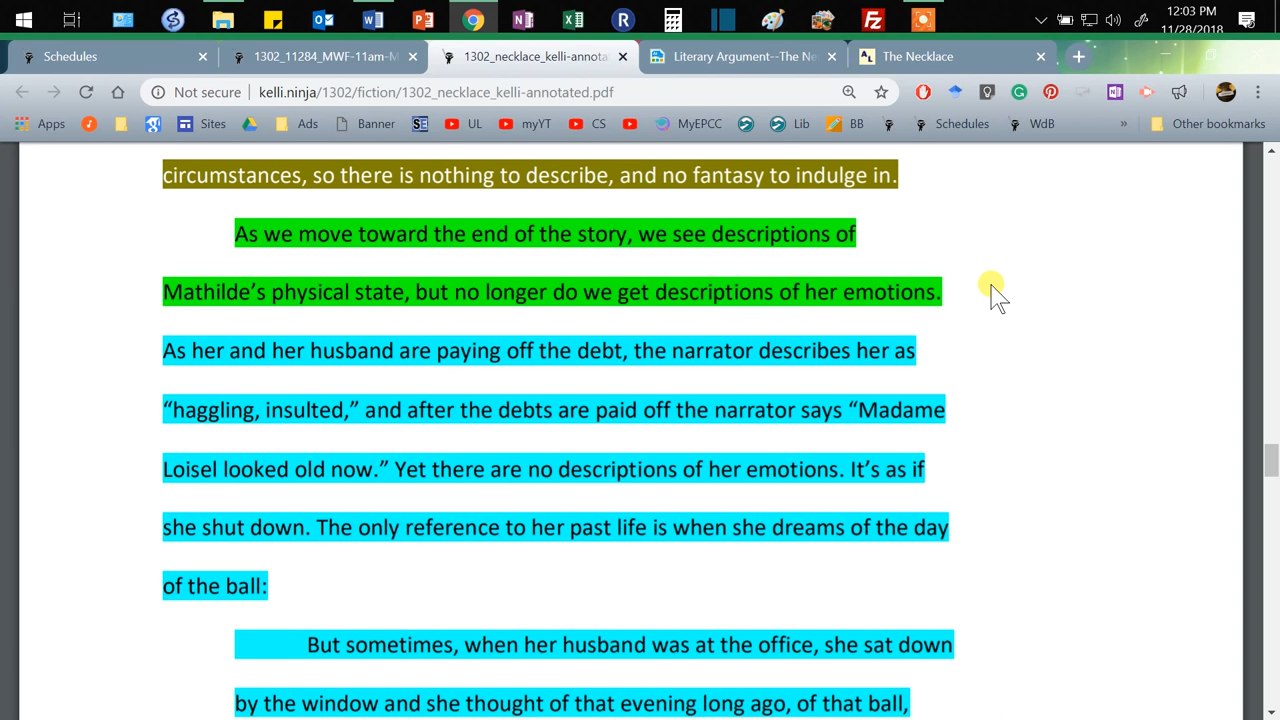 12:03 PM
11/28/2018
Schedules
1302_11284_MWF-11am-M
1302_necklace_kelli-annotat
Literary Argument--The Ne
The Necklace
Not secure kelli.ninja/1302/fiction/1302_necklace_kelli-annotated.pdf
Apps Sites Ads Banner SE UL myYT CS MyEPCC Lib BB Schedules WdB » Other bookmarks
circumstances, so there is nothing to describe, and no fantasy to indulge in.
As we move toward the end of the story, we see descriptions of
Mathilde’s physical state, but no longer do we get descriptions of her emotions.
As her and her husband are paying off the debt, the narrator describes her as
“haggling, insulted,” and after the debts are paid off the narrator says “Madame
Loisel looked old now.” Yet there are no descriptions of her emotions. It’s as if
she shut down. The only reference to her past life is when she dreams of the day
of the ball:
But sometimes, when her husband was at the office, she sat down
by the window and she thought of that evening long ago, of that ball,